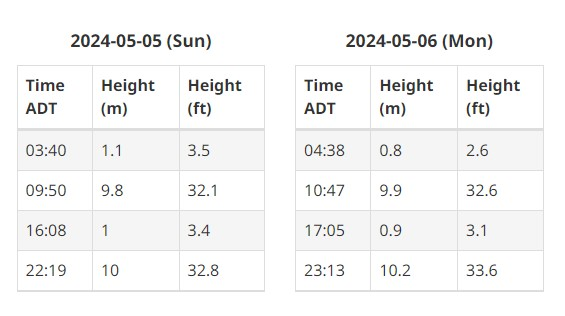 2024-05-05 (Sun)
Time ADT Height (m) Height (ft)
03:40 1.1 3.5
09:50 9.8 32.1
16:08 1 3.4
22:19 10 32.8
2024-05-06 (Mon)
Time ADT Height (m) Height (ft)
04:38 0.8 2.6
10:47 9.9 32.6
17:05 0.9 3.1
23:13 10.2 33.6